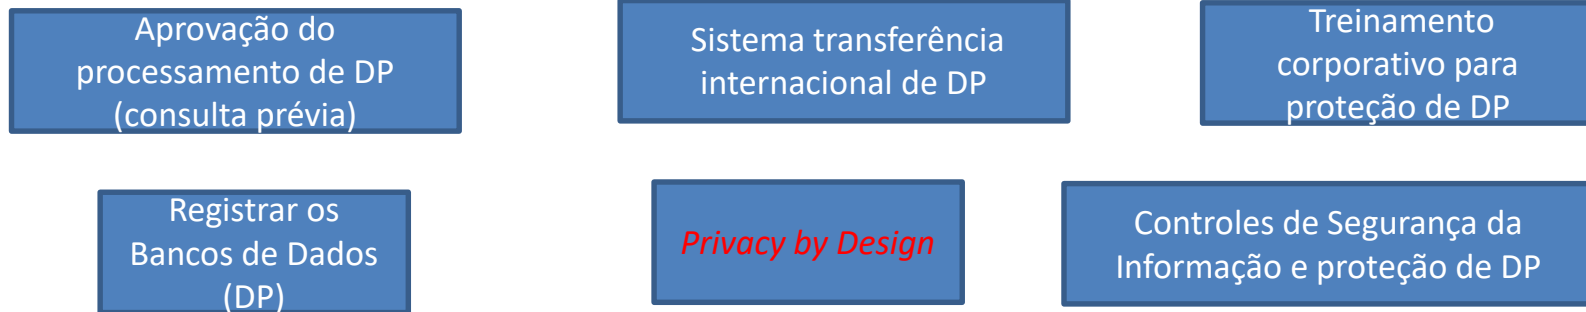 Aprovação do
processamento de DP
(consulta prévia)
Sistema transferência
internacional de DP
Treinamento
corporativo para
proteção de DP
Registrar os
Bancos de Dados
(DP)
Privacy by Design
Controles de Segurança da
Informação e proteção de DP